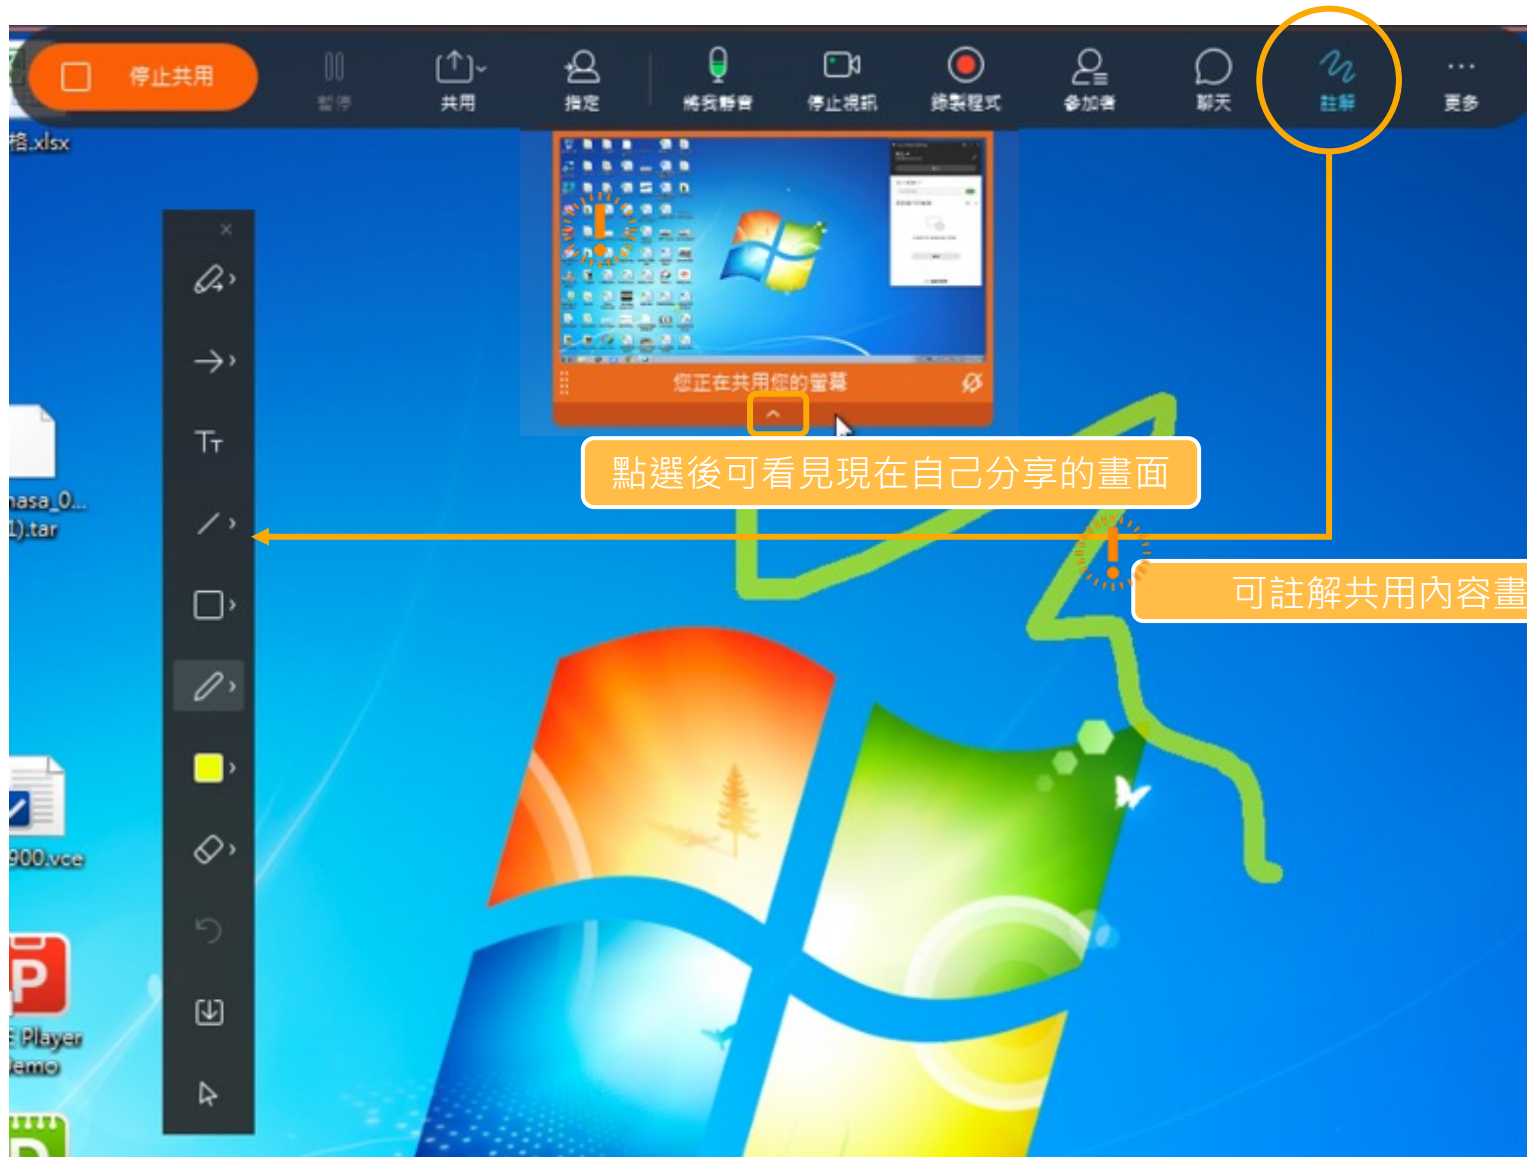 停止共用
暫停
共用
指定
將我靜音
停止視訊
錄製程式
參加者
聊天
註解
更多
格.xlsx
您正在共用您的螢幕
點選後可看見現在自己分享的畫面
nasa_0...
1).tar
可註解共用內容畫
900.vce
P
E Player
Demo